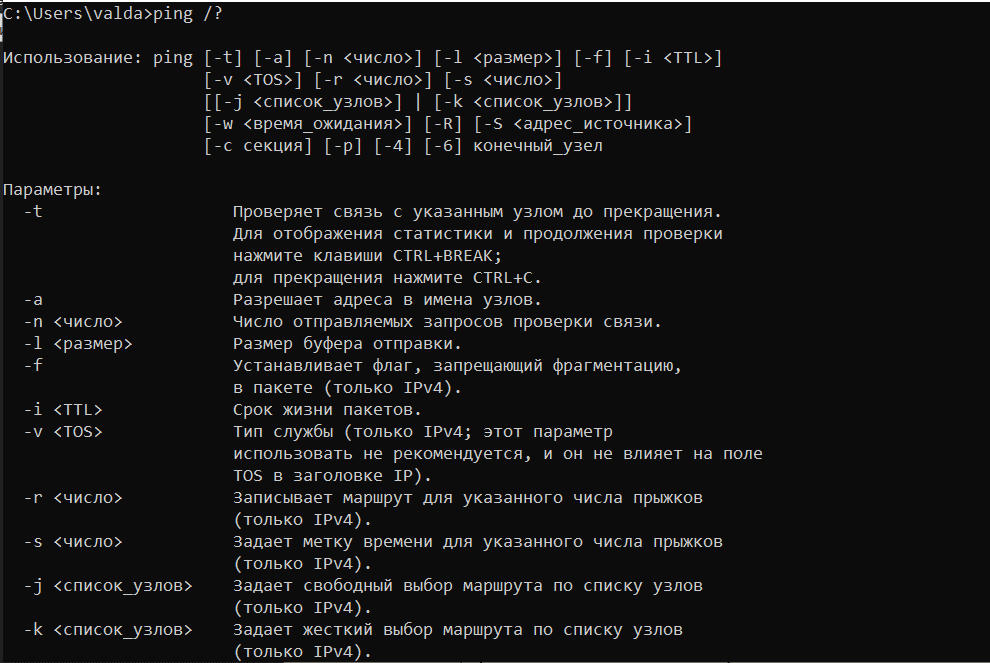 C:\Users\valda>ping /?
Использование: ping [-t] [-a] [-n <число>] [-l <размер>] [-f] [-i <TTL>]
[-v <TOS>] [-r <число>] [-s <число>]
[[-j <список_узлов>] | [-k <список_узлов>]]
[-w <время_ожидания>] [-R] [-S <адрес_источника>]
[-c секция] [-p] [-4] [-6] конечный_узел
Параметры:
-t Проверяет связь с указанным узлом до прекращения.
Для отображения статистики и продолжения проверки
нажмите клавиши CTRL+BREAK;
для прекращения нажмите CTRL+C.
-a Разрешает адреса в имена узлов.
-n <число> Число отправляемых запросов проверки связи.
-l <размер> Размер буфера отправки.
-f Устанавливает флаг, запрещающий фрагментацию,
в пакете (только IPv4).
-i <TTL> Срок жизни пакетов.
-v <TOS> Тип службы (только IPv4; этот параметр
использовать не рекомендуется, и он не влияет на поле
TOS в заголовке IP).
-r <число> Записывает маршрут для указанного числа прыжков
(только IPv4).
-s <число> Задает метку времени для указанного числа прыжков
(только IPv4).
-j <список_узлов> Задает свободный выбор маршрута по списку узлов
(только IPv4).
-k <список_узлов> Задает жесткий выбор маршрута по списку узлов
(только IPv4).